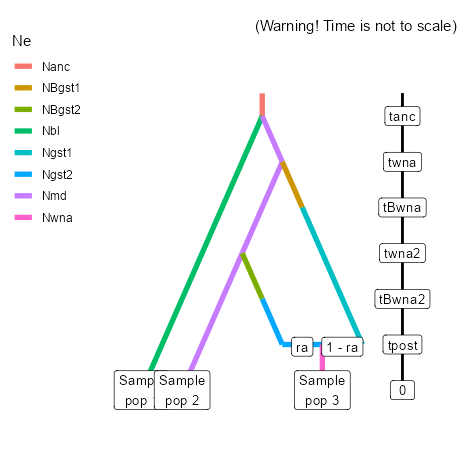 (Warning! Time is not to scale)
Ne
Nanc
NBgst1
NBgst2
Nbl
Ngst1
Ngst2
Nmd
Nwna
tanc
twna
tBwna
twna2
tBwna2
tpost
0
ra
1 - ra
Samp
pop
Sample
pop 2
Sample
pop 3